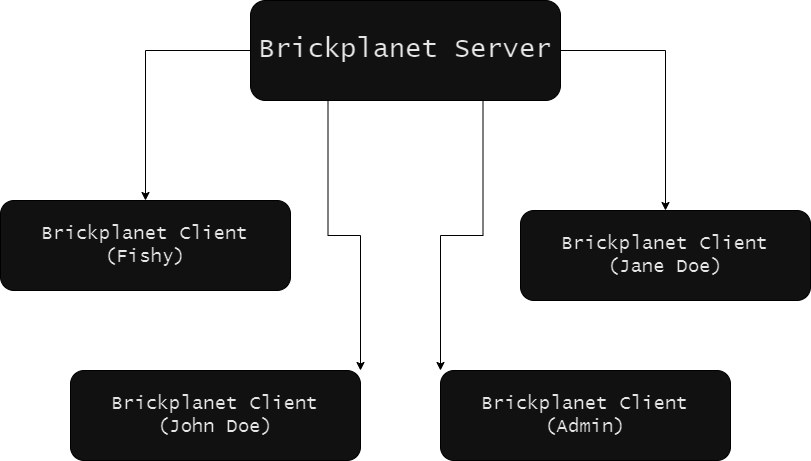 Brickplanet Server
Brickplanet Client
(Fishy)
Brickplanet Client
(Jane Doe)
Brickplanet Client
(John Doe)
Brickplanet Client
(Admin)